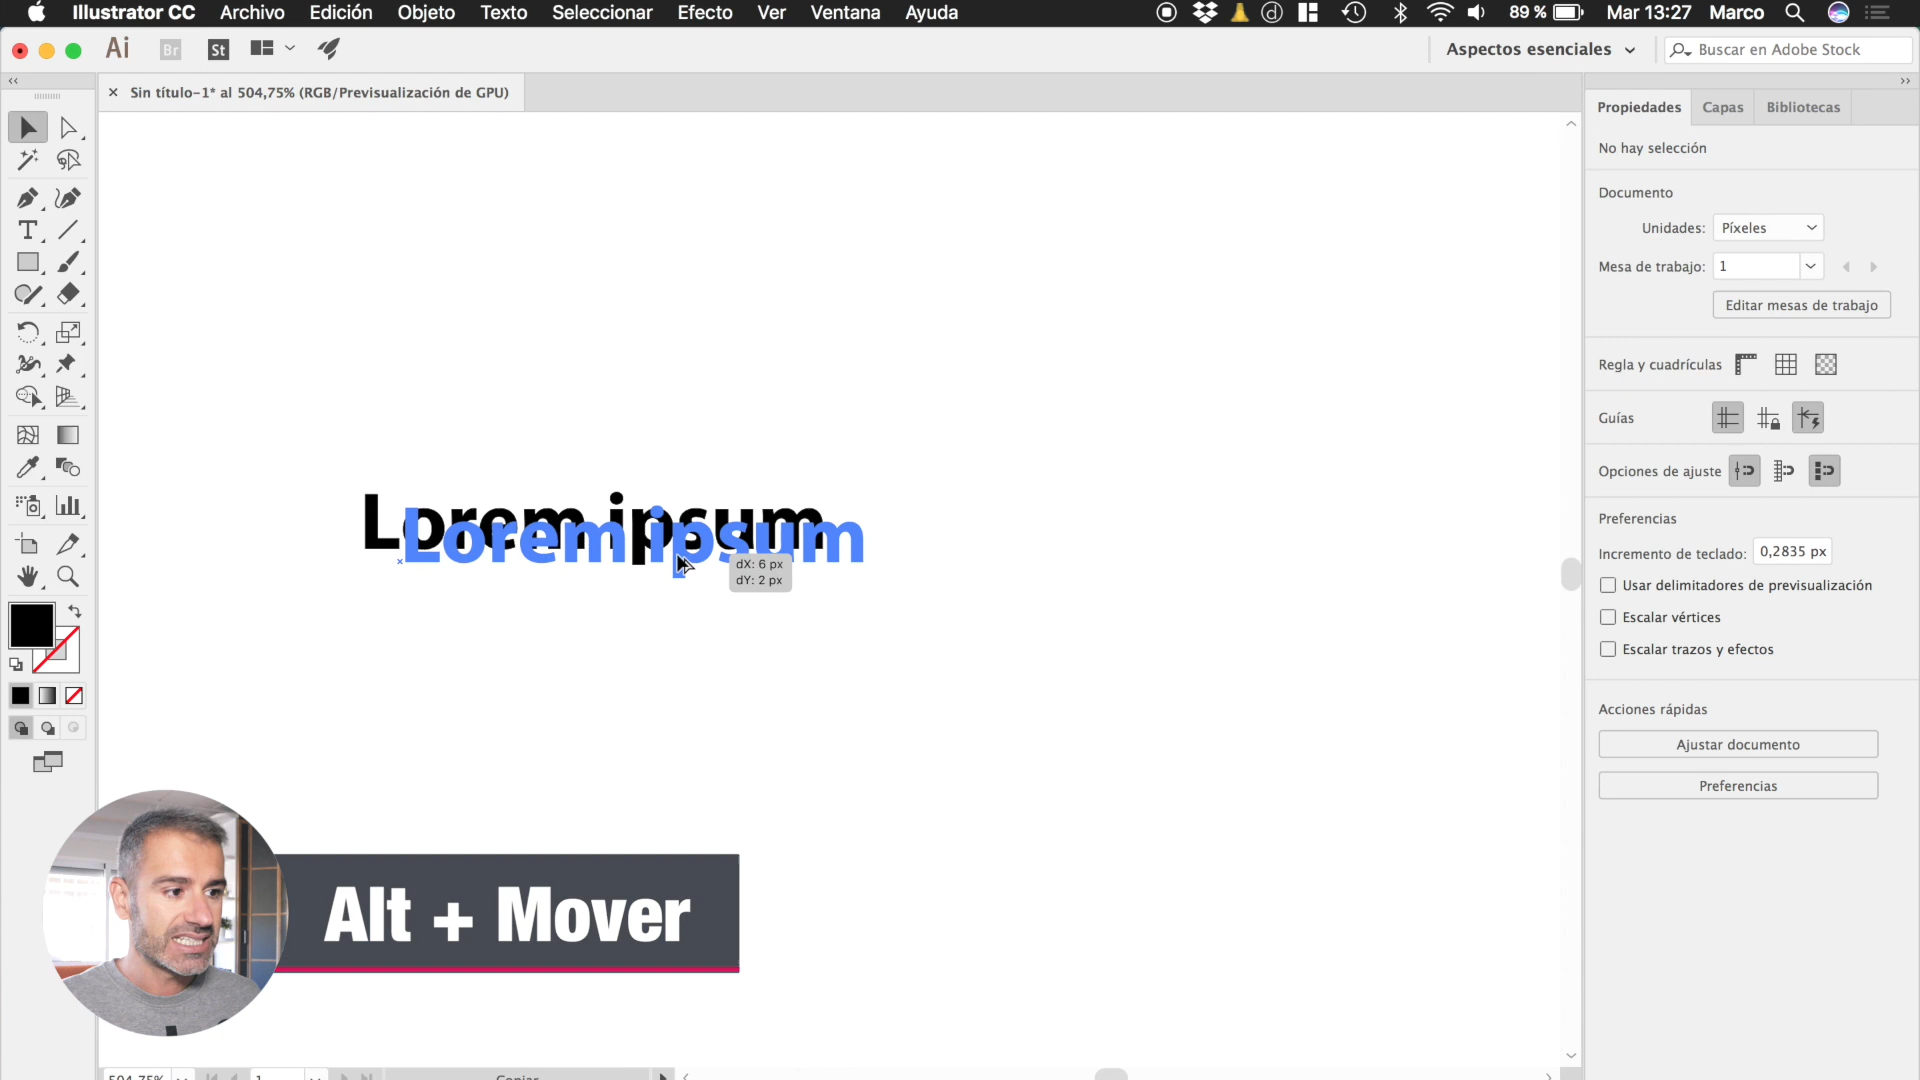 Illustrator CC Archivo Edición Objeto Texto Seleccionar Efecto Ver Ventana Ayuda 89 % Mar 13:27 Marco
Ai Br St Aspectos esenciales Buscar en Adobe Stock
Sin título-1* al 504,75% (RGB/Previsualización de GPU)
Propiedades Capas Bibliotecas
No hay selección
Documento
Unidades: Píxeles
Mesa de trabajo: 1
Editar mesas de trabajo
Regla y cuadrículas
Guías
Opciones de ajuste
Preferencias
Incremento de teclado: 0,2835 px
Usar delimitadores de previsualización
Escalar vértices
Escalar trazos y efectos
Acciones rápidas
Ajustar documento
Preferencias
Lorem ipsum
Lorem ipsum
dX: 6 px
dY: 2 px
Alt + Mover
504,75% 1 Copiar